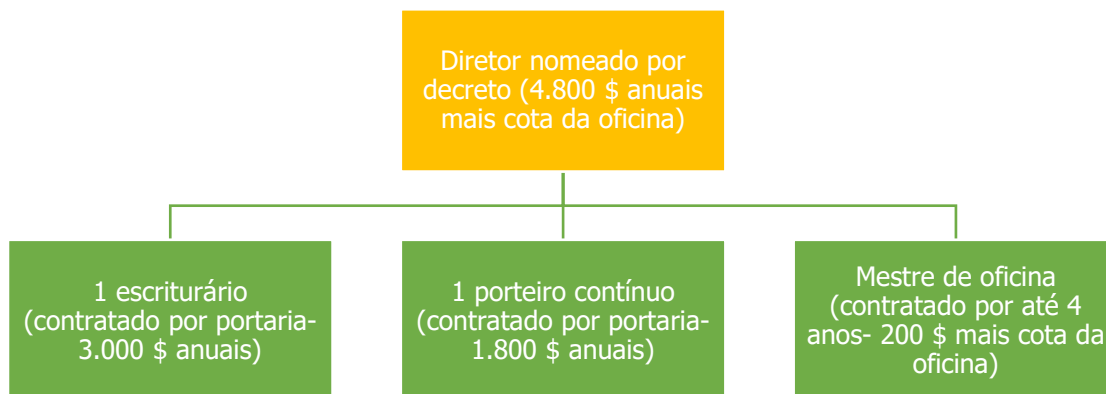 Diretor nomeado por
decreto (4.800 $ anuais
mais cota da oficina)
1 escriturário
(contratado por portaria-
3.000 $ anuais)
1 porteiro contínuo
(contratado por portaria-
1.800 $ anuais)
Mestre de oficina
(contratado por até 4
anos- 200 $ mais cota da
oficina)